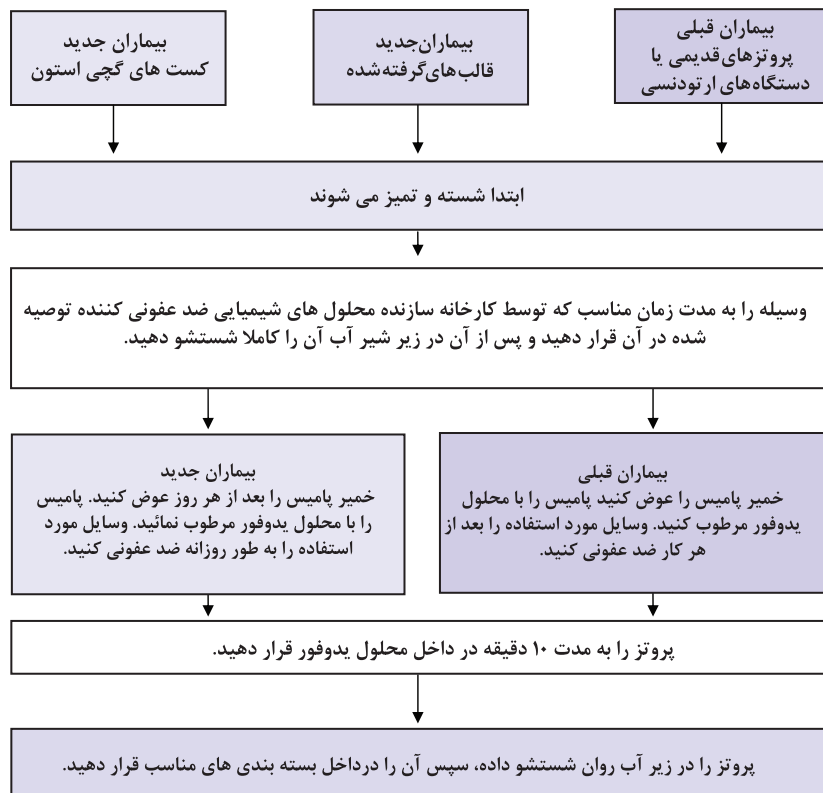 بیماران قبلی
پروتزهای‌قدیمی یا
دستگاه‌های ارتودنسی
بیماران‌جدید
قالب‌های‌گرفته‌شده
بیماران جدید
کست های گچی استون
ابتدا شسته و تمیز می شوند
وسیله را به مدت زمان مناسب که توسط کارخانه سازنده محلول های شیمیایی ضد عفونی کننده توصیه
شده در آن قرار دهید و پس از آن در زیر شیر آب آن را کاملا شستشو دهید.
بیماران قبلی
خمیر پامیس را عوض کنید پامیس را با محلول
یدوفور مرطوب کنید. وسایل مورد استفاده را بعد از
هر کار ضد عفونی کنید.
بیماران جدید
خمیر پامیس را بعد از هر روز عوض کنید. پامیس
را با محلول یدوفور مرطوب نمائید. وسایل مورد
استفاده را به طور روزانه ضد عفونی کنید.
پروتز را به مدت ۱۰ دقیقه در داخل محلول یدوفور قرار دهید.
پروتز را در زیر آب روان شستشو داده، سپس آن را درداخل بسته بندی های مناسب قرار دهید.